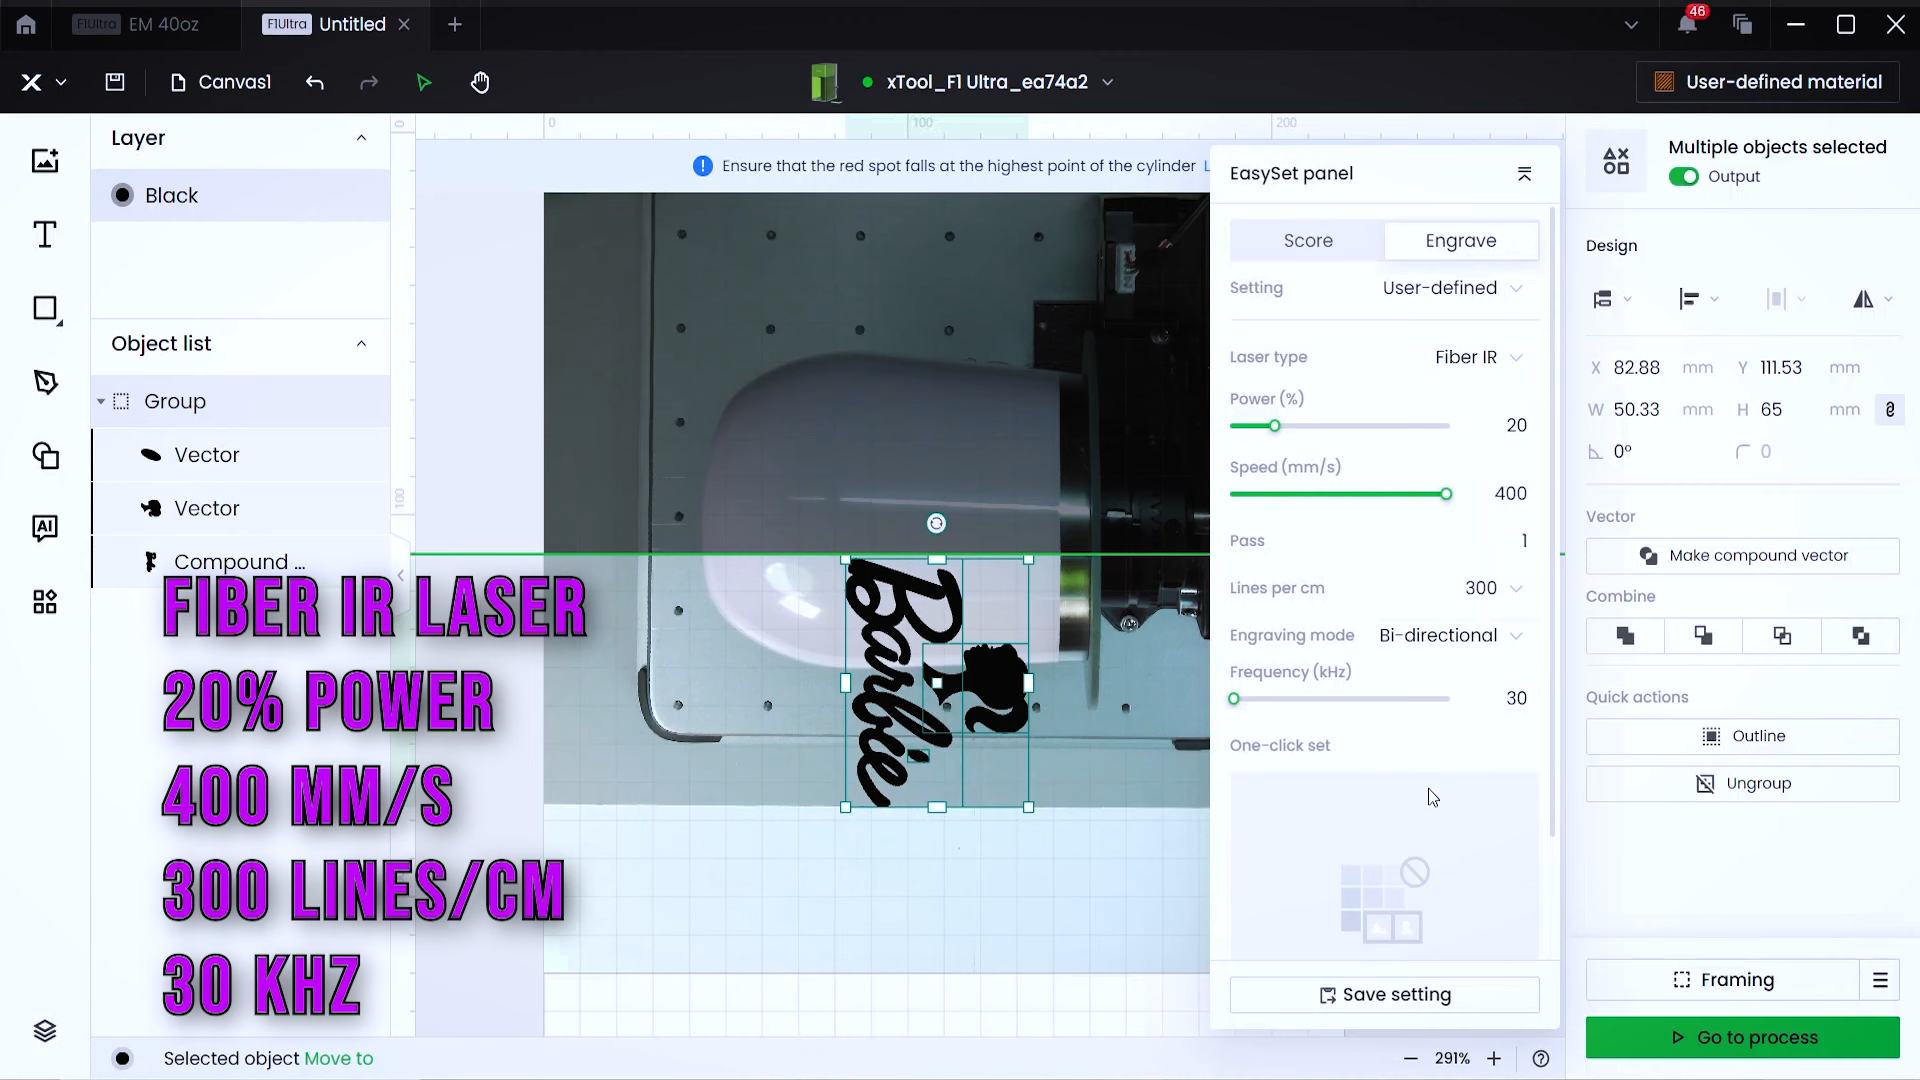 F1Ultra EM 40oz
F1Ultra Untitled
46
Canvas1
xTool_F1 Ultra_ea74a2
User-defined material
Layer
Black
Object list
Group
Vector
Vector
Compound ...
0
0
100
200
100
Ensure that the red spot falls at the highest point of the cylinder
Barbie
FIBER IR LASER
20% POWER
400 MM/S
300 LINES/CM
30 KHZ
EasySet panel
Score
Engrave
Setting User-defined
Laser type Fiber IR
Power (%)
20
Speed (mm/s)
400
Pass 1
Lines per cm 300
Engraving mode Bi-directional
Frequency (kHz)
30
One-click set
Save setting
Multiple objects selected
Output
Design
X 82.88 mm Y 111.53 mm
W 50.33 mm H 65 mm
0° 0
Vector
Make compound vector
Combine
Quick actions
Outline
Ungroup
Framing
Go to process
Selected object Move to
291%
AI